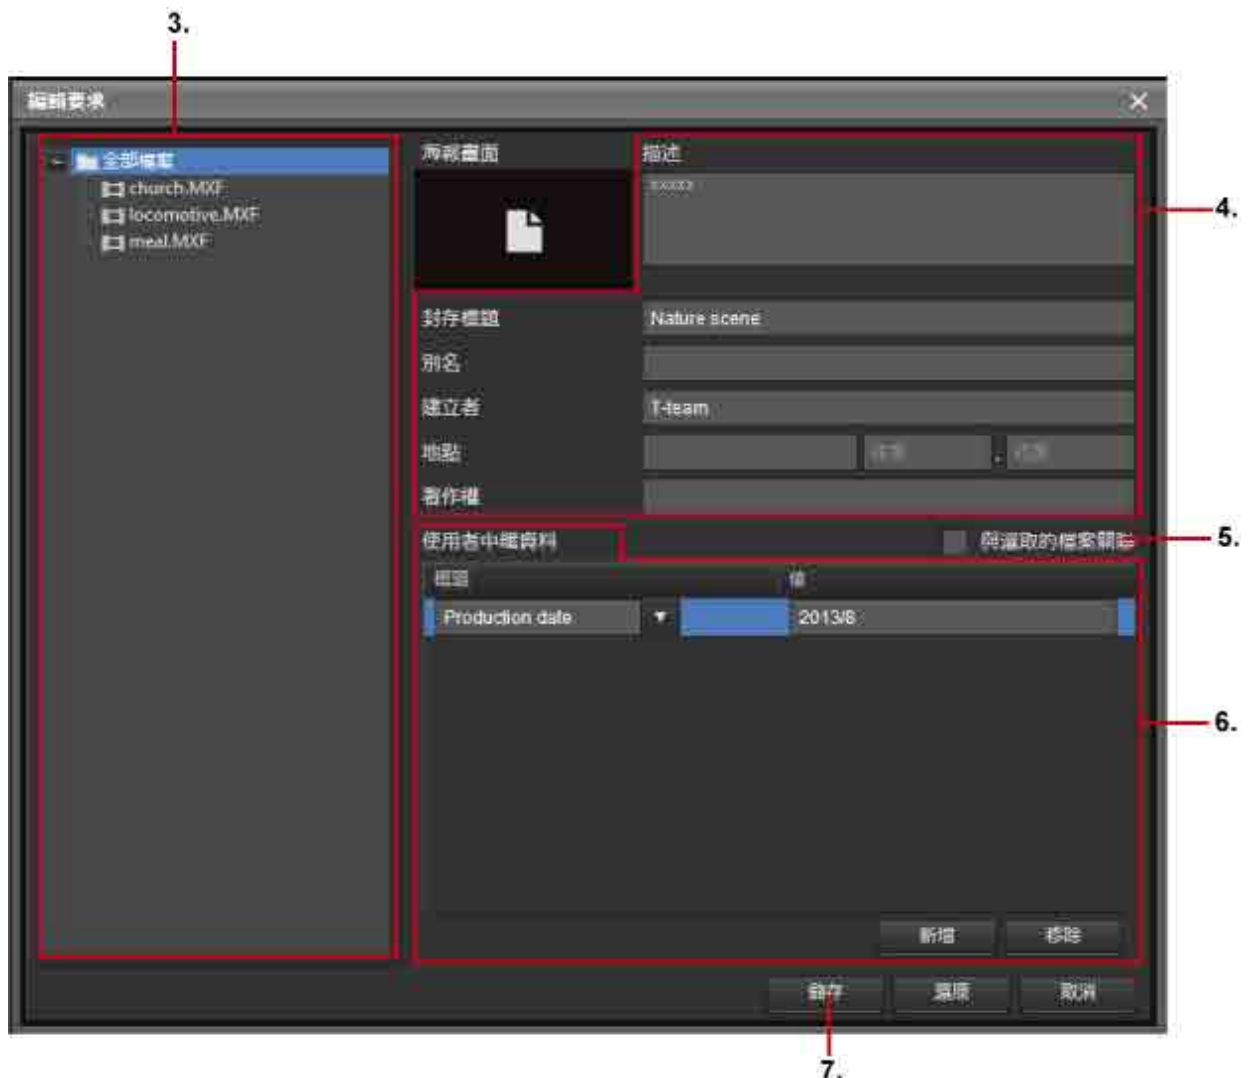 3.
編輯要求
全部檔案
church.MXF
locomotive.MXF
meal.MXF
海報畫面
描述
xxxxx
4.
封存標題
Nature scene
別名
建立者
T-team
地點
著作權
使用者中繼資料
與選取的檔案關聯
5.
標題
值
Production date
2013/8
6.
新增
移除
儲存
還原
取消
7.